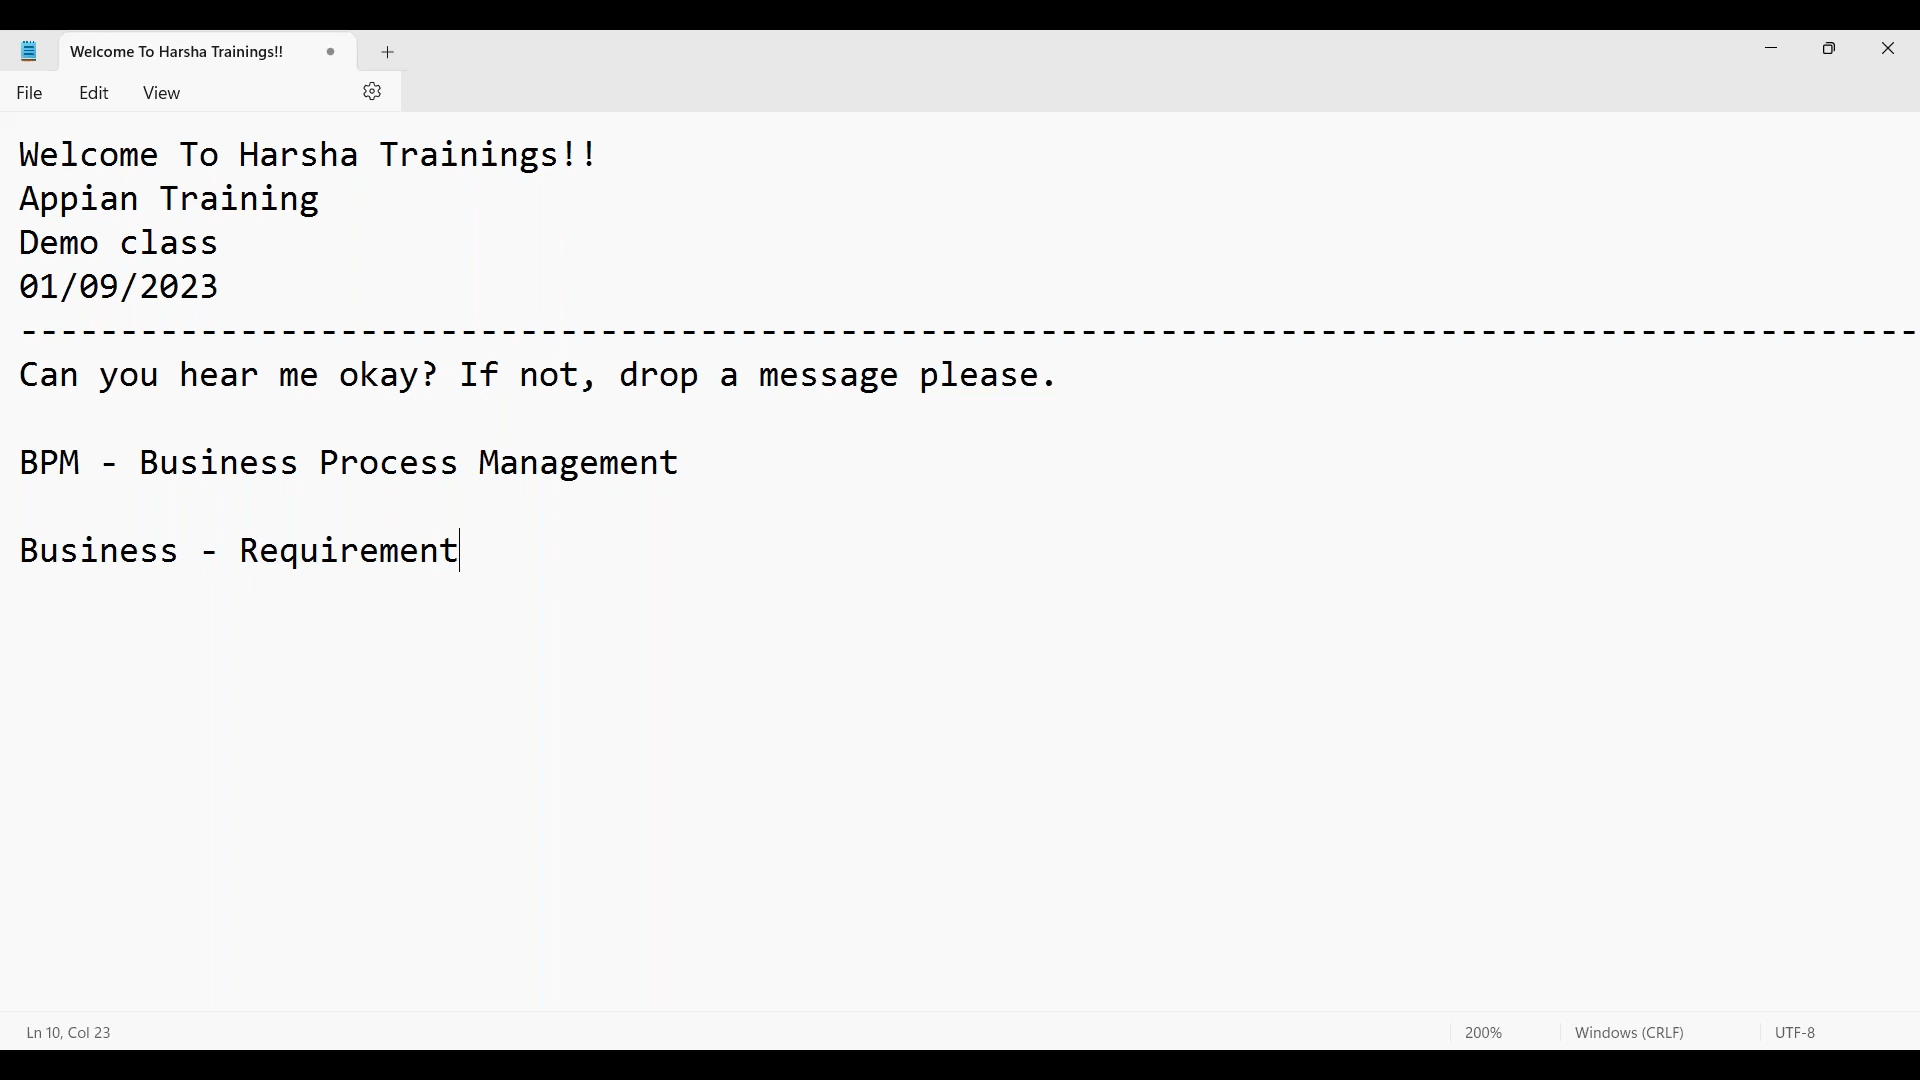 Welcome To Harsha Trainings!!
File Edit View
Welcome To Harsha Trainings!!
Appian Training
Demo class
01/09/2023
-----------------------------------------------------------------------------------------------
Can you hear me okay? If not, drop a message please.
BPM - Business Process Management
Business - Requirement
Ln 10, Col 23 200% Windows (CRLF) UTF-8